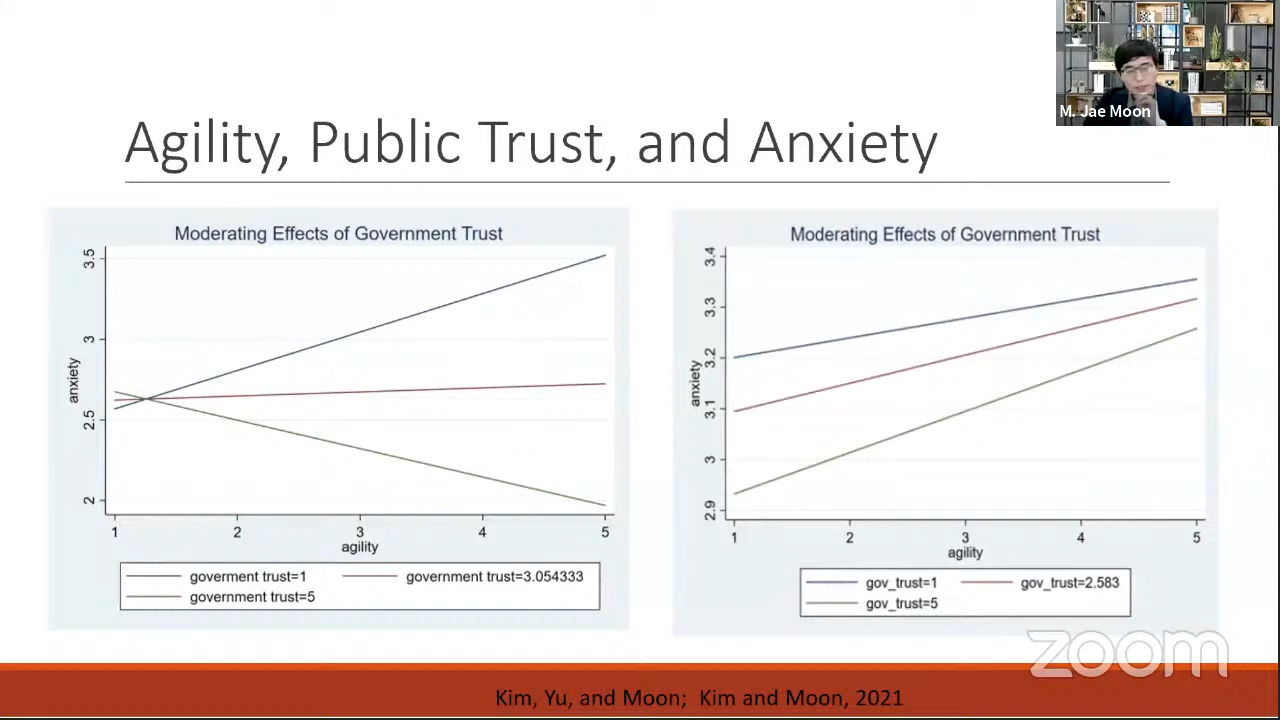 M. Jae Moon
Agility, Public Trust, and Anxiety
Moderating Effects of Government Trust
3.5
3
2.5
2
anxiety
1 2 3 4 5
agility
goverment trust=1 government trust=3.054333
government trust=5
Moderating Effects of Government Trust
3.4
3.3
3.2
3.1
3
2.9
anxiety
1 2 3 4 5
agility
gov_trust=1 gov_trust=2.583
gov_trust=5
zoom
Kim, Yu, and Moon; Kim and Moon, 2021